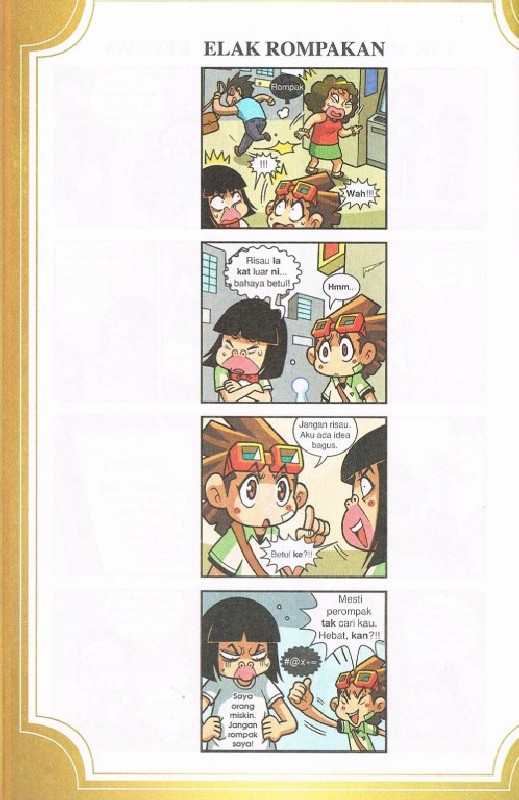 ELAK ROMPAKAN
Rompak
!!!
Wah!!!!
Risau la
kat luar ni...
bahaya betul!
Hmm...
Jangan risau.
Aku ada idea
bagus.
Betul ke?!!
Mesti
perompak
tak cari kau.
Hebat, kan?!!
#@x+=
Saya
orang
miskin.
Jangan
rompak
saya!